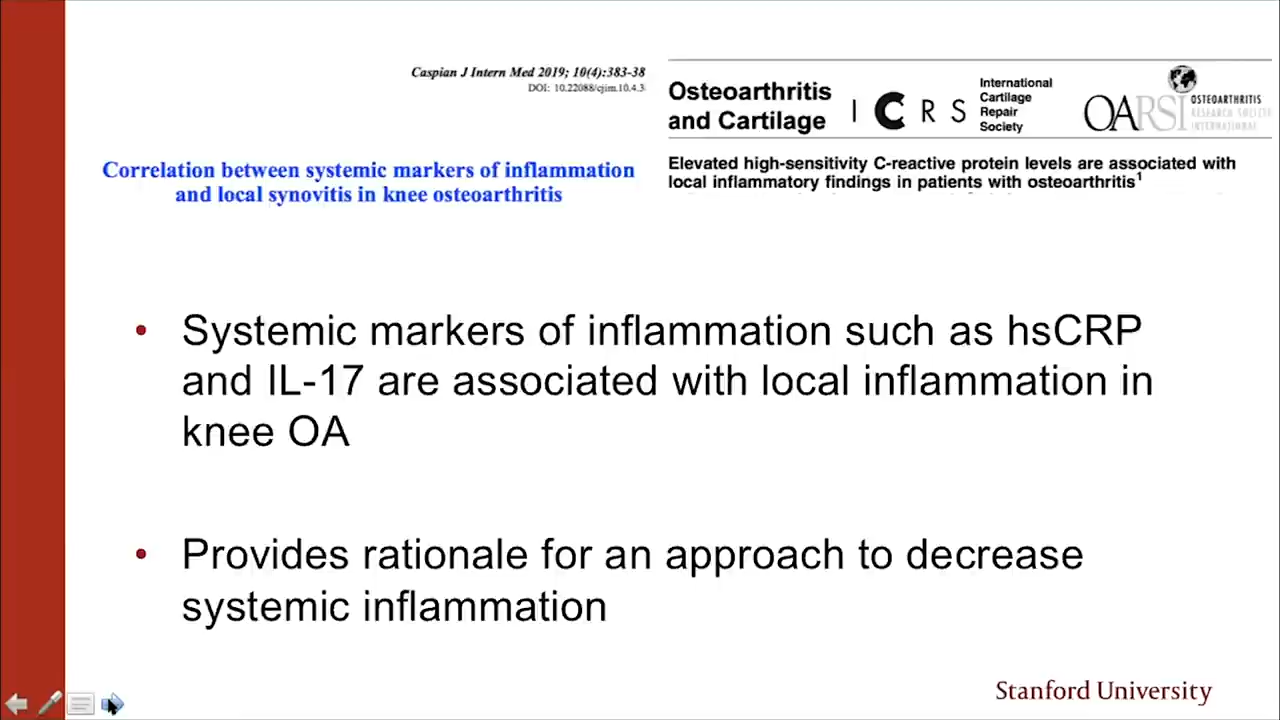 Caspian J Intern Med 2019; 10(4):383-38
DOI: 10.22088/cjim.10.4.3
Correlation between systemic markers of inflammation
and local synovitis in knee osteoarthritis
Osteoarthritis
and Cartilage
I C R S
International
Cartilage
Repair
Society
OARSI
OSTEOARTHRITIS
RESEARCH SOCIETY
INTERNATIONAL
Elevated high-sensitivity C-reactive protein levels are associated with
local inflammatory findings in patients with osteoarthritis¹
• Systemic markers of inflammation such as hsCRP
and IL-17 are associated with local inflammation in
knee OA
• Provides rationale for an approach to decrease
systemic inflammation
Stanford University